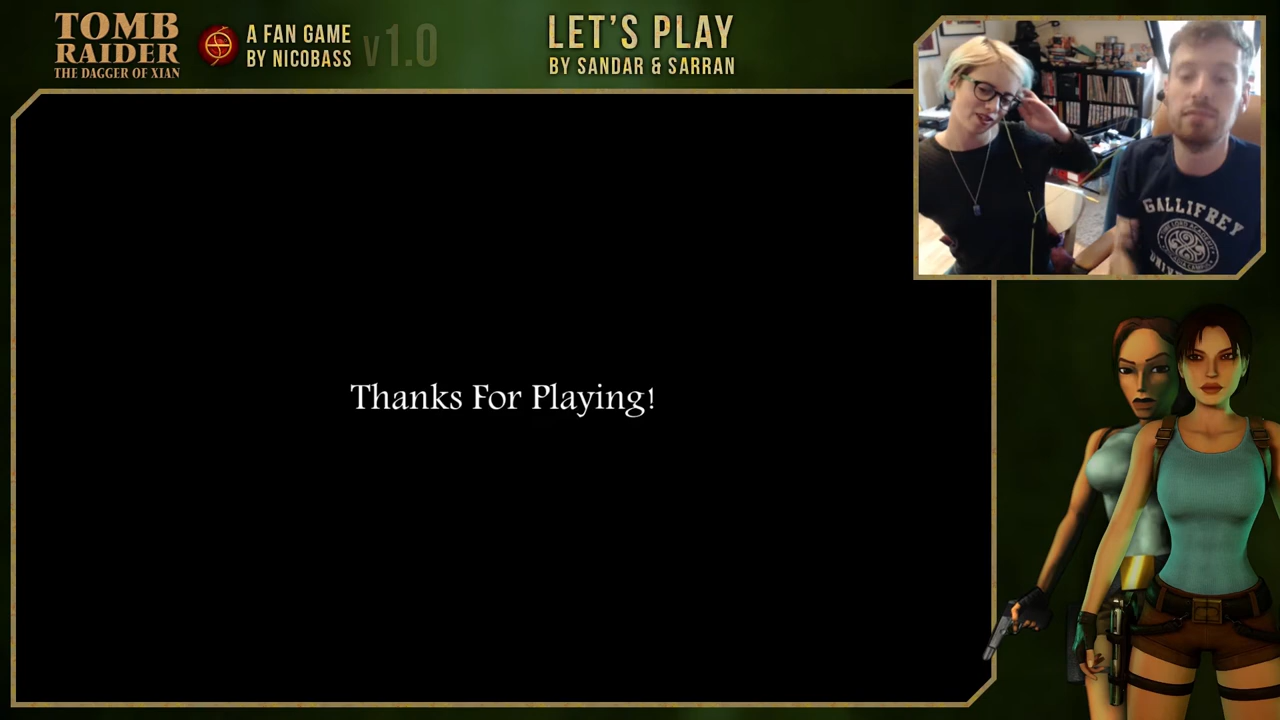 TOMB
RAIDER
THE DAGGER OF XIAN
A FAN GAME
BY NICOBASS
v1.0
LET'S PLAY
BY SANDAR & SARRAN
GALLIFREY
Thanks For Playing!